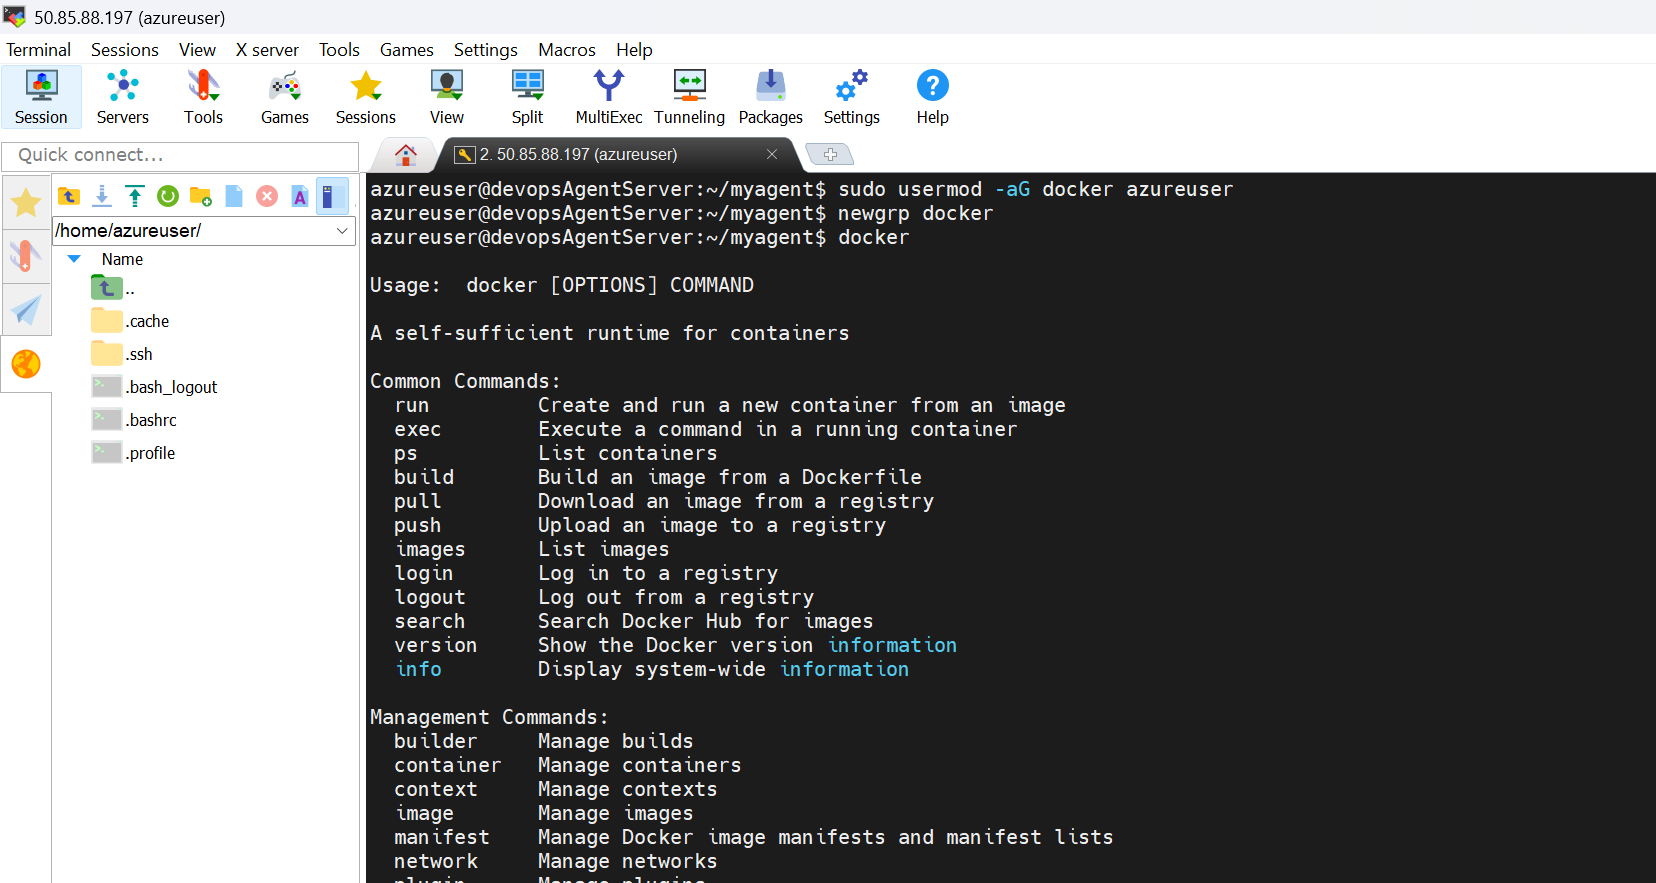 50.85.88.197 (azureuser)
Terminal Sessions View X server Tools Games Settings Macros Help
Session Servers Tools Games Sessions View Split MultiExec Tunneling Packages Settings Help
Quick connect...
2. 50.85.88.197 (azureuser)
/home/azureuser/
Name
..
.cache
.ssh
.bash_logout
.bashrc
.profile
azureuser@devopsAgentServer:~/myagent$ sudo usermod -aG docker azureuser
azureuser@devopsAgentServer:~/myagent$ newgrp docker
azureuser@devopsAgentServer:~/myagent$ docker
Usage:  docker [OPTIONS] COMMAND
A self-sufficient runtime for containers
Common Commands:
  run         Create and run a new container from an image
  exec        Execute a command in a running container
  ps          List containers
  build       Build an image from a Dockerfile
  pull        Download an image from a registry
  push        Upload an image to a registry
  images      List images
  login       Log in to a registry
  logout      Log out from a registry
  search      Search Docker Hub for images
  version     Show the Docker version information
  info        Display system-wide information
Management Commands:
  builder     Manage builds
  container   Manage containers
  context     Manage contexts
  image       Manage images
  manifest    Manage Docker image manifests and manifest lists
  network     Manage networks
  plugin      Manage plugins